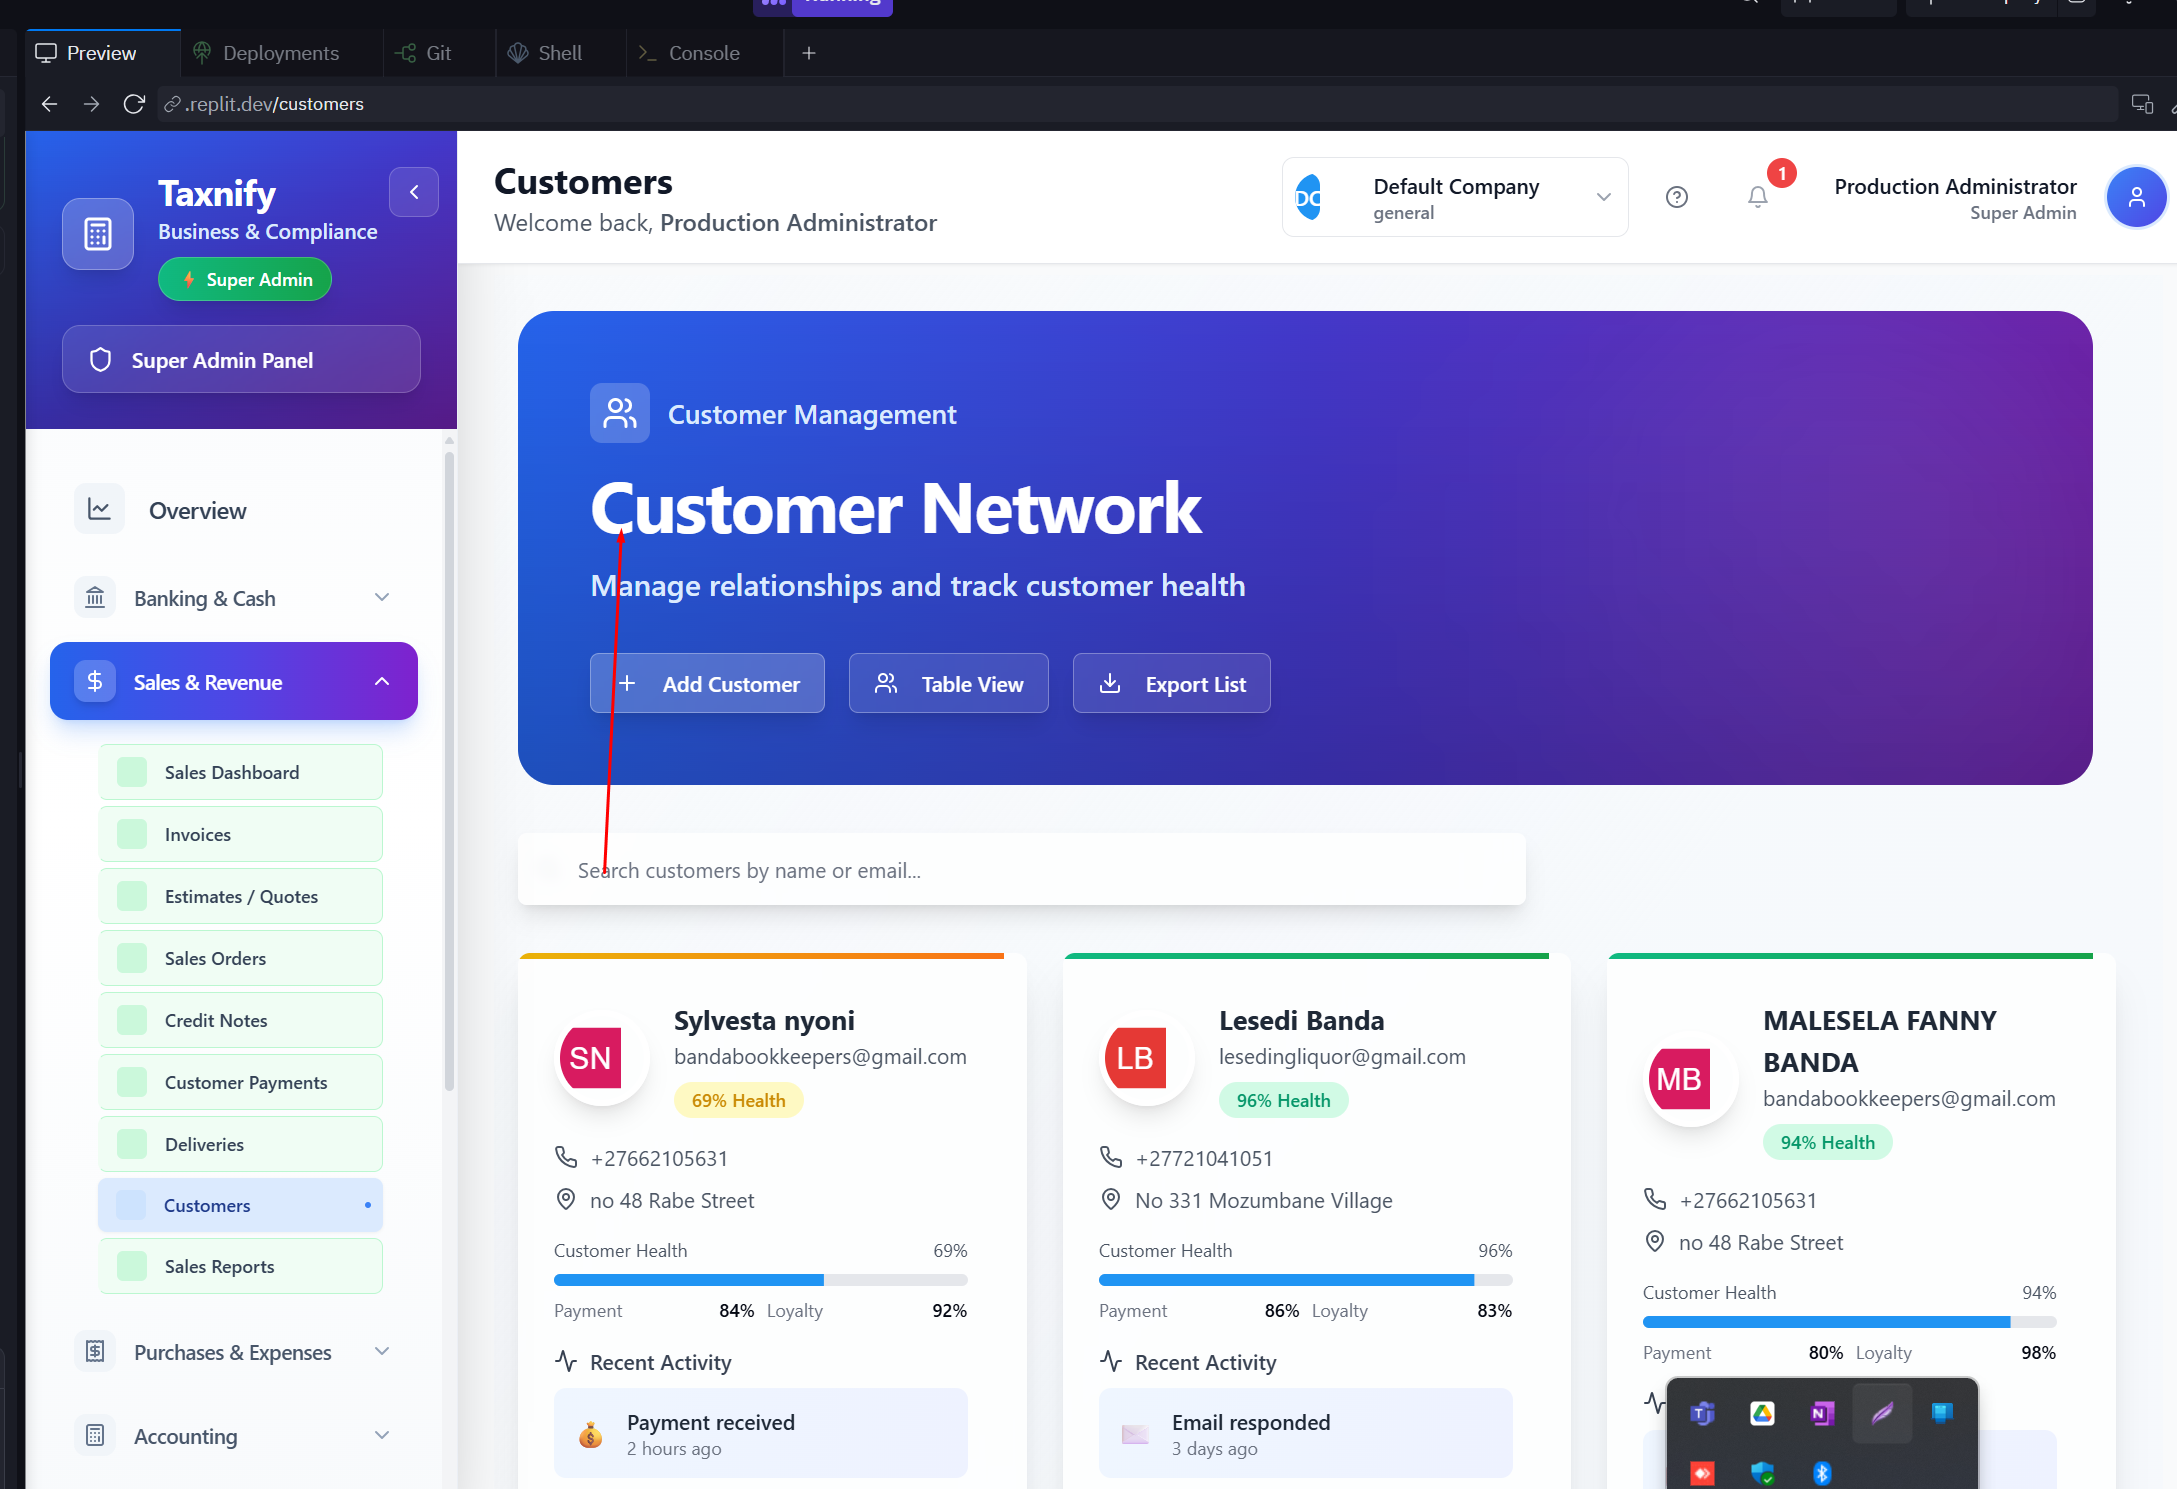 Preview
Deployments
Git
Shell
Console
.replit.dev/customers
Taxnify
Business & Compliance
Super Admin
Super Admin Panel
Customers
Welcome back, Production Administrator
DC
Default Company
general
1
Production Administrator
Super Admin
Overview
Banking & Cash
Sales & Revenue
Sales Dashboard
Invoices
Estimates / Quotes
Sales Orders
Credit Notes
Customer Payments
Deliveries
Customers
Sales Reports
Purchases & Expenses
Accounting
Customer Management
Customer Network
Manage relationships and track customer health
Add Customer
Table View
Export List
Search customers by name or email...
SN
Sylvesta nyoni
bandabookkeepers@gmail.com
69% Health
+27662105631
no 48 Rabe Street
Customer Health 69%
Payment 84% Loyalty 92%
Recent Activity
Payment received
2 hours ago
LB
Lesedi Banda
lesedingliquor@gmail.com
96% Health
+27721041051
No 331 Mozumbane Village
Customer Health 96%
Payment 86% Loyalty 83%
Recent Activity
Email responded
3 days ago
MB
MALESELA FANNY
BANDA
bandabookkeepers@gmail.com
94% Health
+27662105631
no 48 Rabe Street
Customer Health 94%
Payment 80% Loyalty 98%